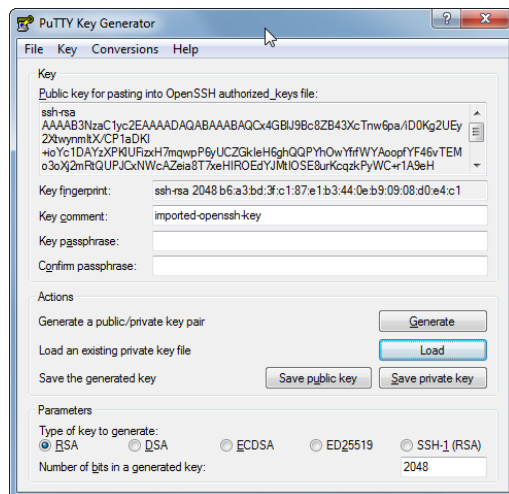 PuTTY Key Generator
File Key Conversions Help
Key
Public key for pasting into OpenSSH authorized_keys file:
ssh-rsa
AAAAB3NzaC1yc2EAAAADAQABAAABAQCx4GBIJ9Bc8ZB43XcTnw6pa/iD0Kg2UEy
2XtwynmItX/CP1aDKI
+ioYc1DAYzXPKIUFizxH7mqwpP6yUCZGkIeH6ghQQPYhOwYfrfWYAoopfYF46vTEM
o3oXj2mRtQUPJCxNWcAZeia8T7xeHIROEdYJMtIOSE8urKcqzkPyWC+r1A9eH
Key fingerprint: ssh-rsa 2048 b6:a3:bd:3f:c1:87:e1:b3:44:0e:b9:09:08:d0:e4:c1
Key comment: imported-openssh-key
Key passphrase:
Confirm passphrase:
Actions
Generate a public/private key pair Generate
Load an existing private key file Load
Save the generated key Save public key Save private key
Parameters
Type of key to generate:
RSA DSA ECDSA ED25519 SSH-1 (RSA)
Number of bits in a generated key: 2048